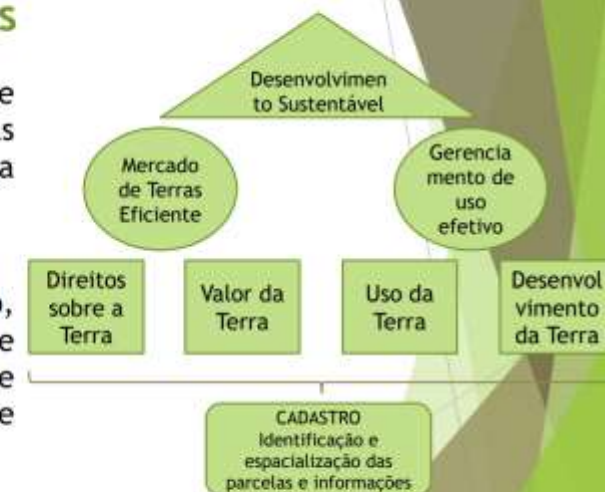 s
e
as
a
o,
e
e
e
Desenvolvimen
to Sustentável
Mercado
de Terras
Eficiente
Gerencia
mento de
uso
efetivo
Direitos
sobre a
Terra
Valor da
Terra
Uso da
Terra
Desenvol
vimento
da Terra
CADASTRO
Identificação e
espacialização das
parcelas e informações